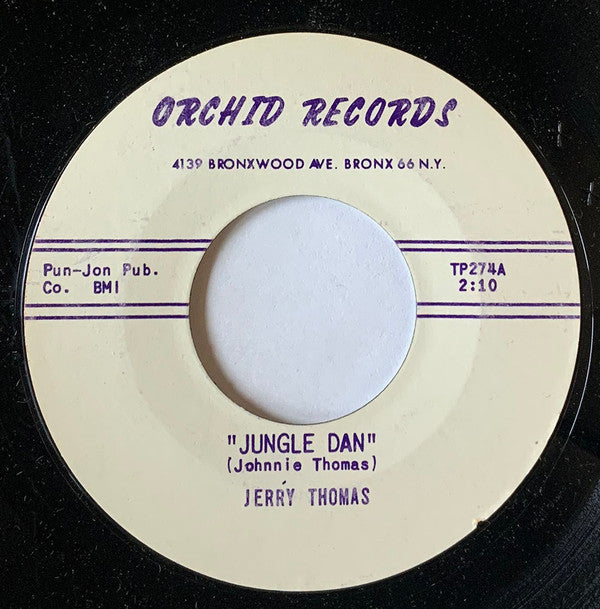 ORCHID RECORDS
4139 BRONXWOOD AVE. BRONX 66 N.Y.
Pun-Jon Pub.
Co. BMI
TP274A
2:10
"JUNGLE DAN"
(Johnnie Thomas)
JERRY THOMAS